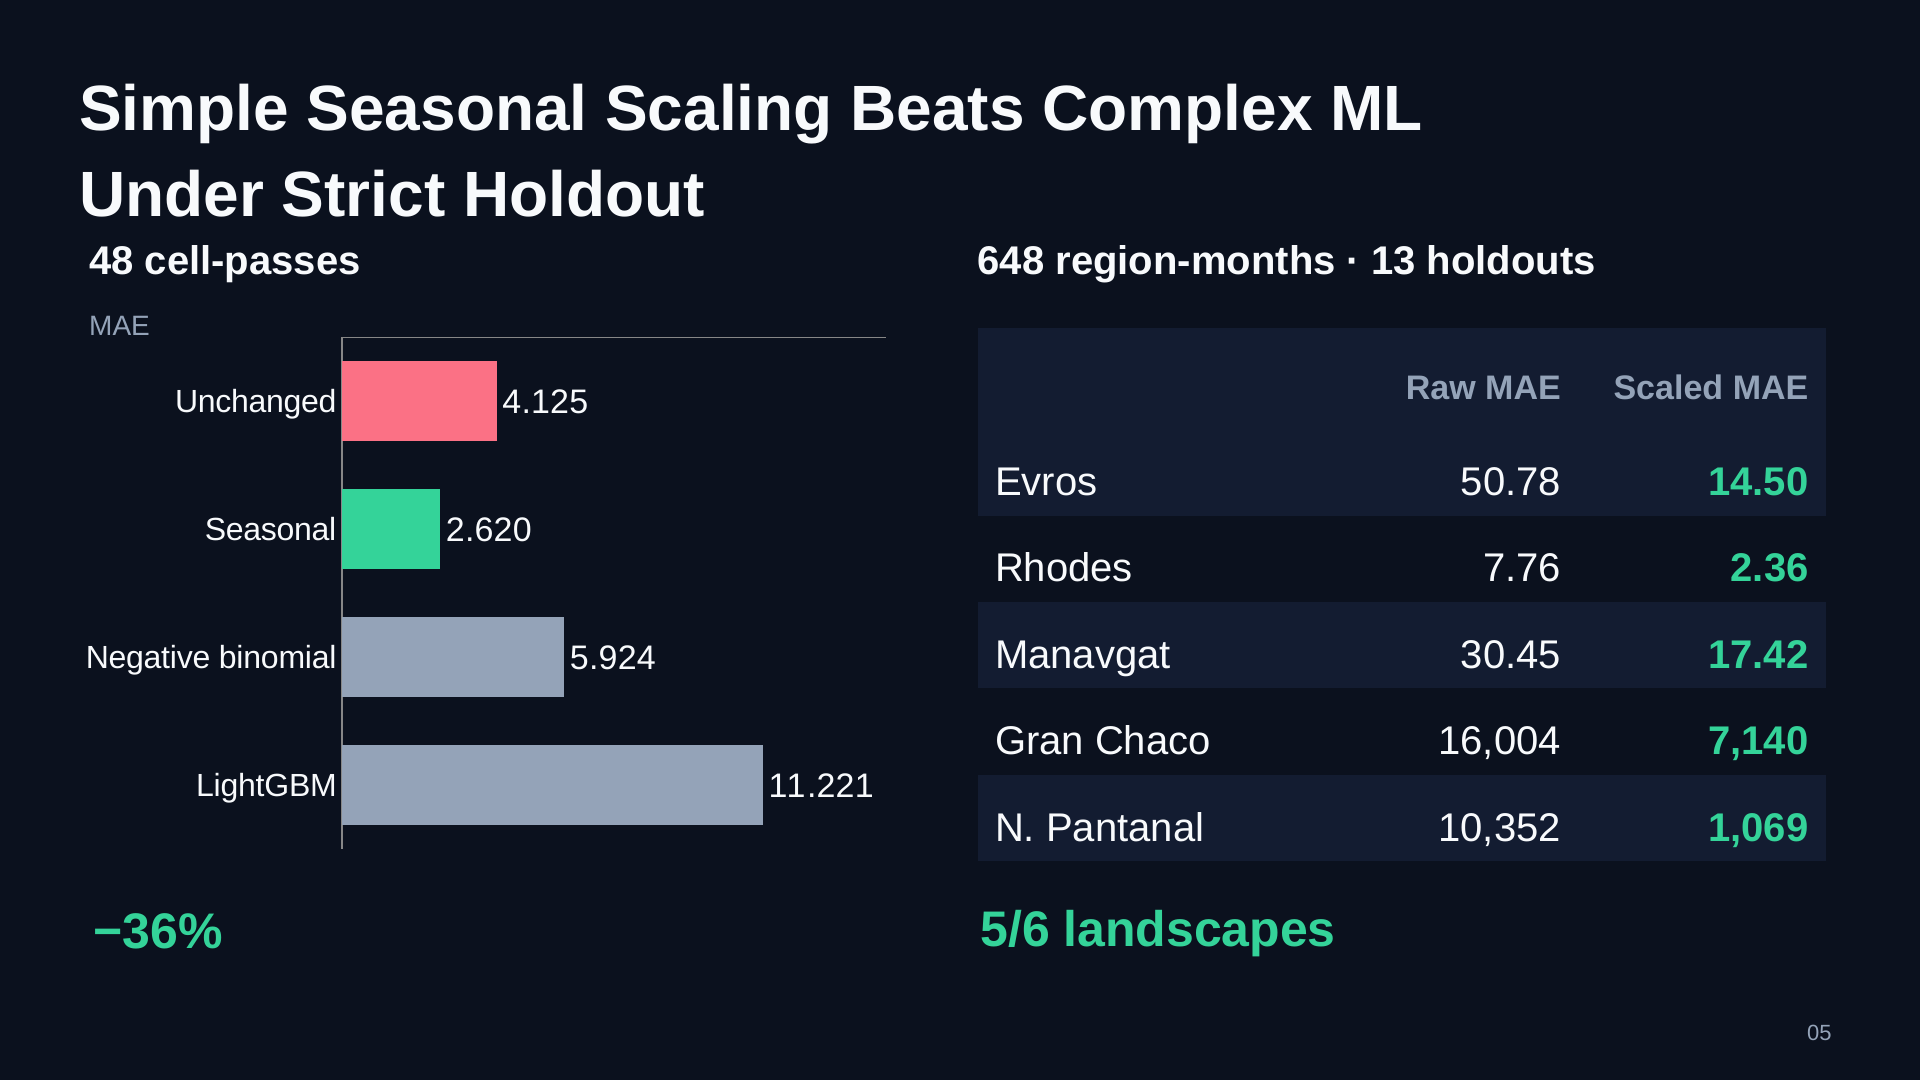 Simple Seasonal Scaling Beats Complex ML
Under Strict Holdout
48 cell-passes
MAE
Unchanged 4.125
Seasonal 2.620
Negative binomial 5.924
LightGBM 11.221
−36%
648 region-months · 13 holdouts
Raw MAE Scaled MAE
Evros 50.78 14.50
Rhodes 7.76 2.36
Manavgat 30.45 17.42
Gran Chaco 16,004 7,140
N. Pantanal 10,352 1,069
5/6 landscapes
05